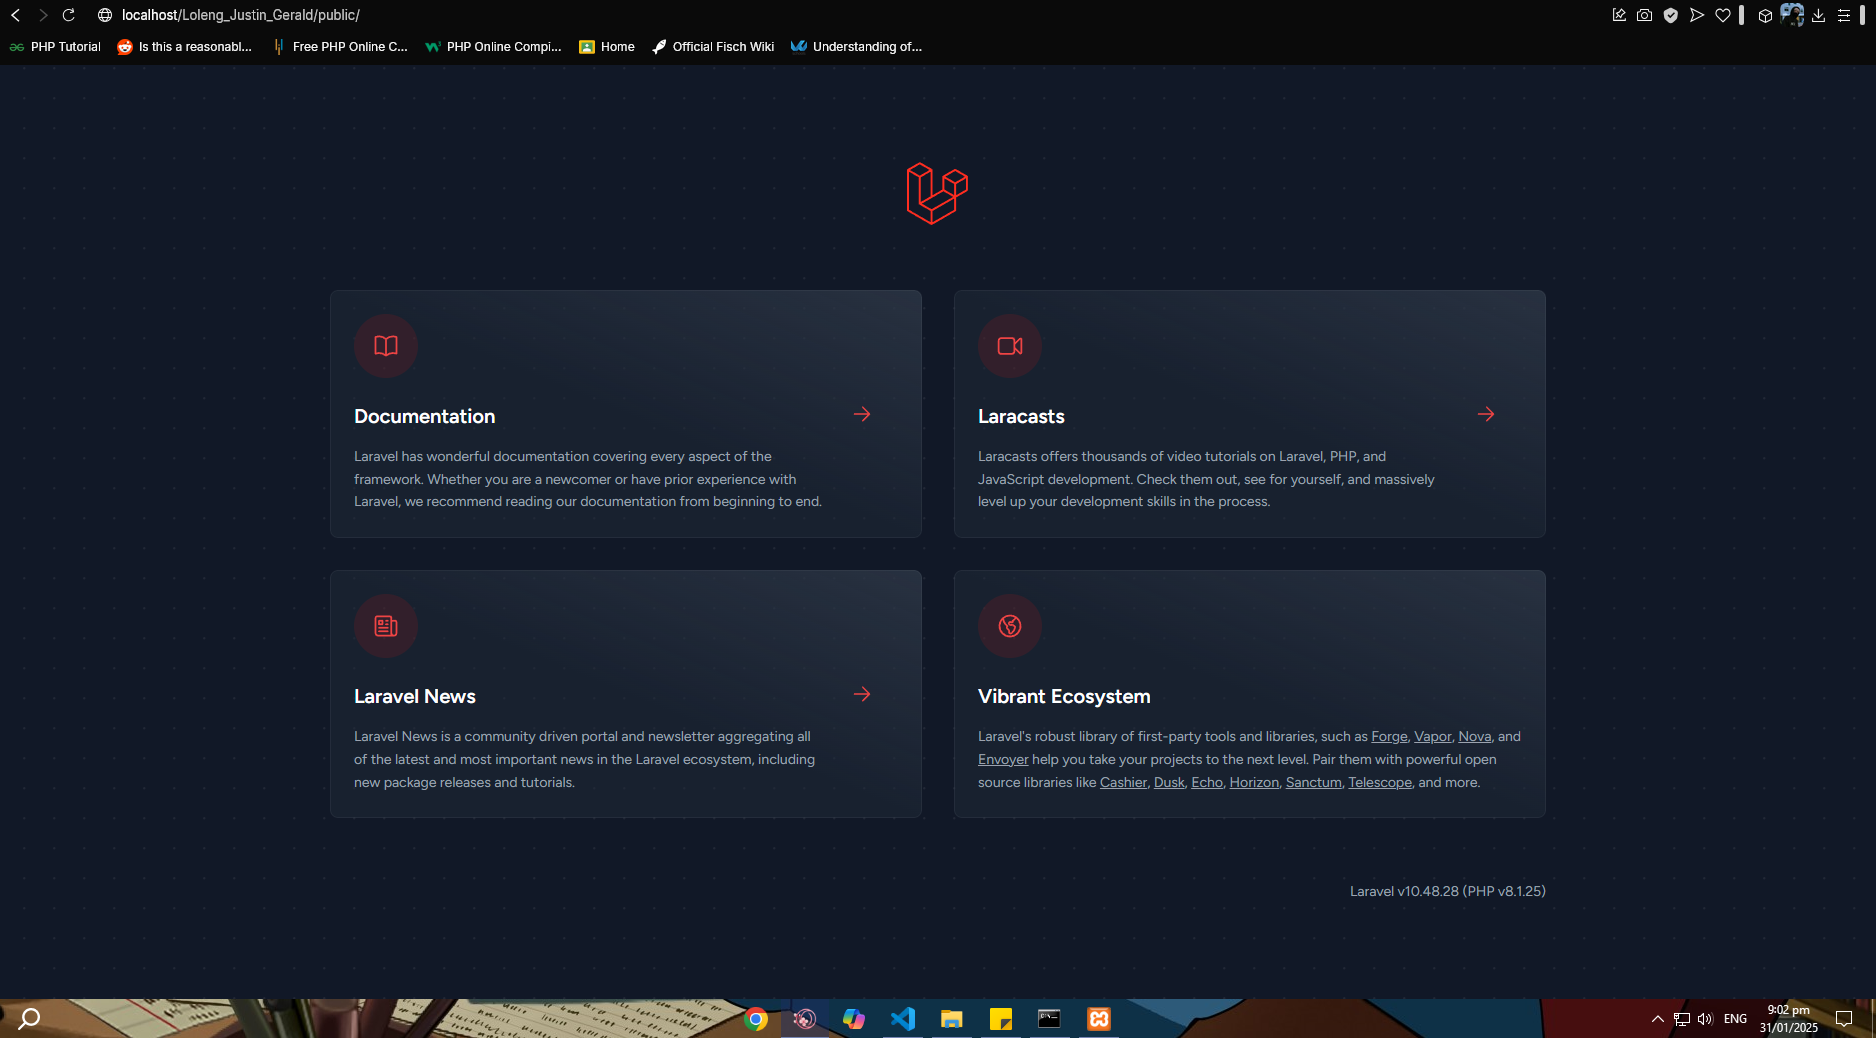 localhost/Loleng_Justin_Gerald/public/
PHP Tutorial
Is this a reasonabl...
Free PHP Online C...
PHP Online Compi...
Home
Official Fisch Wiki
Understanding of...
Documentation
Laravel has wonderful documentation covering every aspect of the
framework. Whether you are a newcomer or have prior experience with
Laravel, we recommend reading our documentation from beginning to end.
Laracasts
Laracasts offers thousands of video tutorials on Laravel, PHP, and
JavaScript development. Check them out, see for yourself, and massively
level up your development skills in the process.
Laravel News
Laravel News is a community driven portal and newsletter aggregating all
of the latest and most important news in the Laravel ecosystem, including
new package releases and tutorials.
Vibrant Ecosystem
Laravel's robust library of first-party tools and libraries, such as Forge, Vapor, Nova, and
Envoyer help you take your projects to the next level. Pair them with powerful open
source libraries like Cashier, Dusk, Echo, Horizon, Sanctum, Telescope, and more.
Laravel v10.48.28 (PHP v8.1.25)
ENG
9:02 pm
31/01/2025